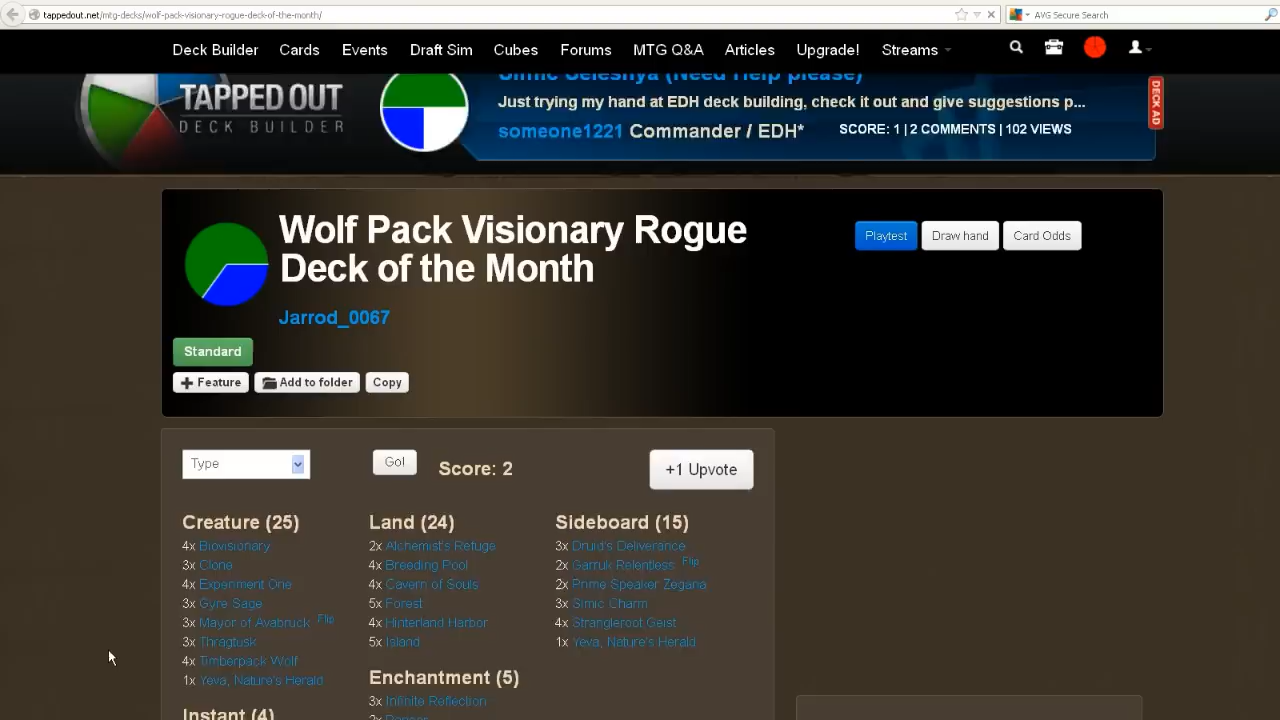 tappedout.net/mtg-decks/wolf-pack-visionary-rogue-deck-of-the-month/
AVG Secure Search
Deck Builder Cards Events Draft Sim Cubes Forums MTG Q&A Articles Upgrade! Streams
TAPPED OUT
DECK BUILDER
Simic Selesnya (Need Help please)
Just trying my hand at EDH deck building, check it out and give suggestions p...
someone1221 Commander / EDH* SCORE: 1 | 2 COMMENTS | 102 VIEWS
DECK AD
Wolf Pack Visionary Rogue
Deck of the Month
Playtest Draw hand Card Odds
Jarrod_0067
Standard
Feature Add to folder Copy
Type Go! Score: 2 +1 Upvote
Creature (25)
4x Biovisionary
3x Clone
4x Experiment One
3x Gyre Sage
3x Mayor of Avabruck Flip
3x Thragtusk
4x Timberpack Wolf
1x Yeva, Nature's Herald
Instant (4)
Land (24)
2x Alchemist's Refuge
4x Breeding Pool
4x Cavern of Souls
5x Forest
4x Hinterland Harbor
5x Island
Enchantment (5)
3x Infinite Reflection
2x Ranger
Sideboard (15)
3x Druid's Deliverance
2x Garruk Relentless Flip
2x Prime Speaker Zegana
3x Simic Charm
4x Strangleroot Geist
1x Yeva, Nature's Herald